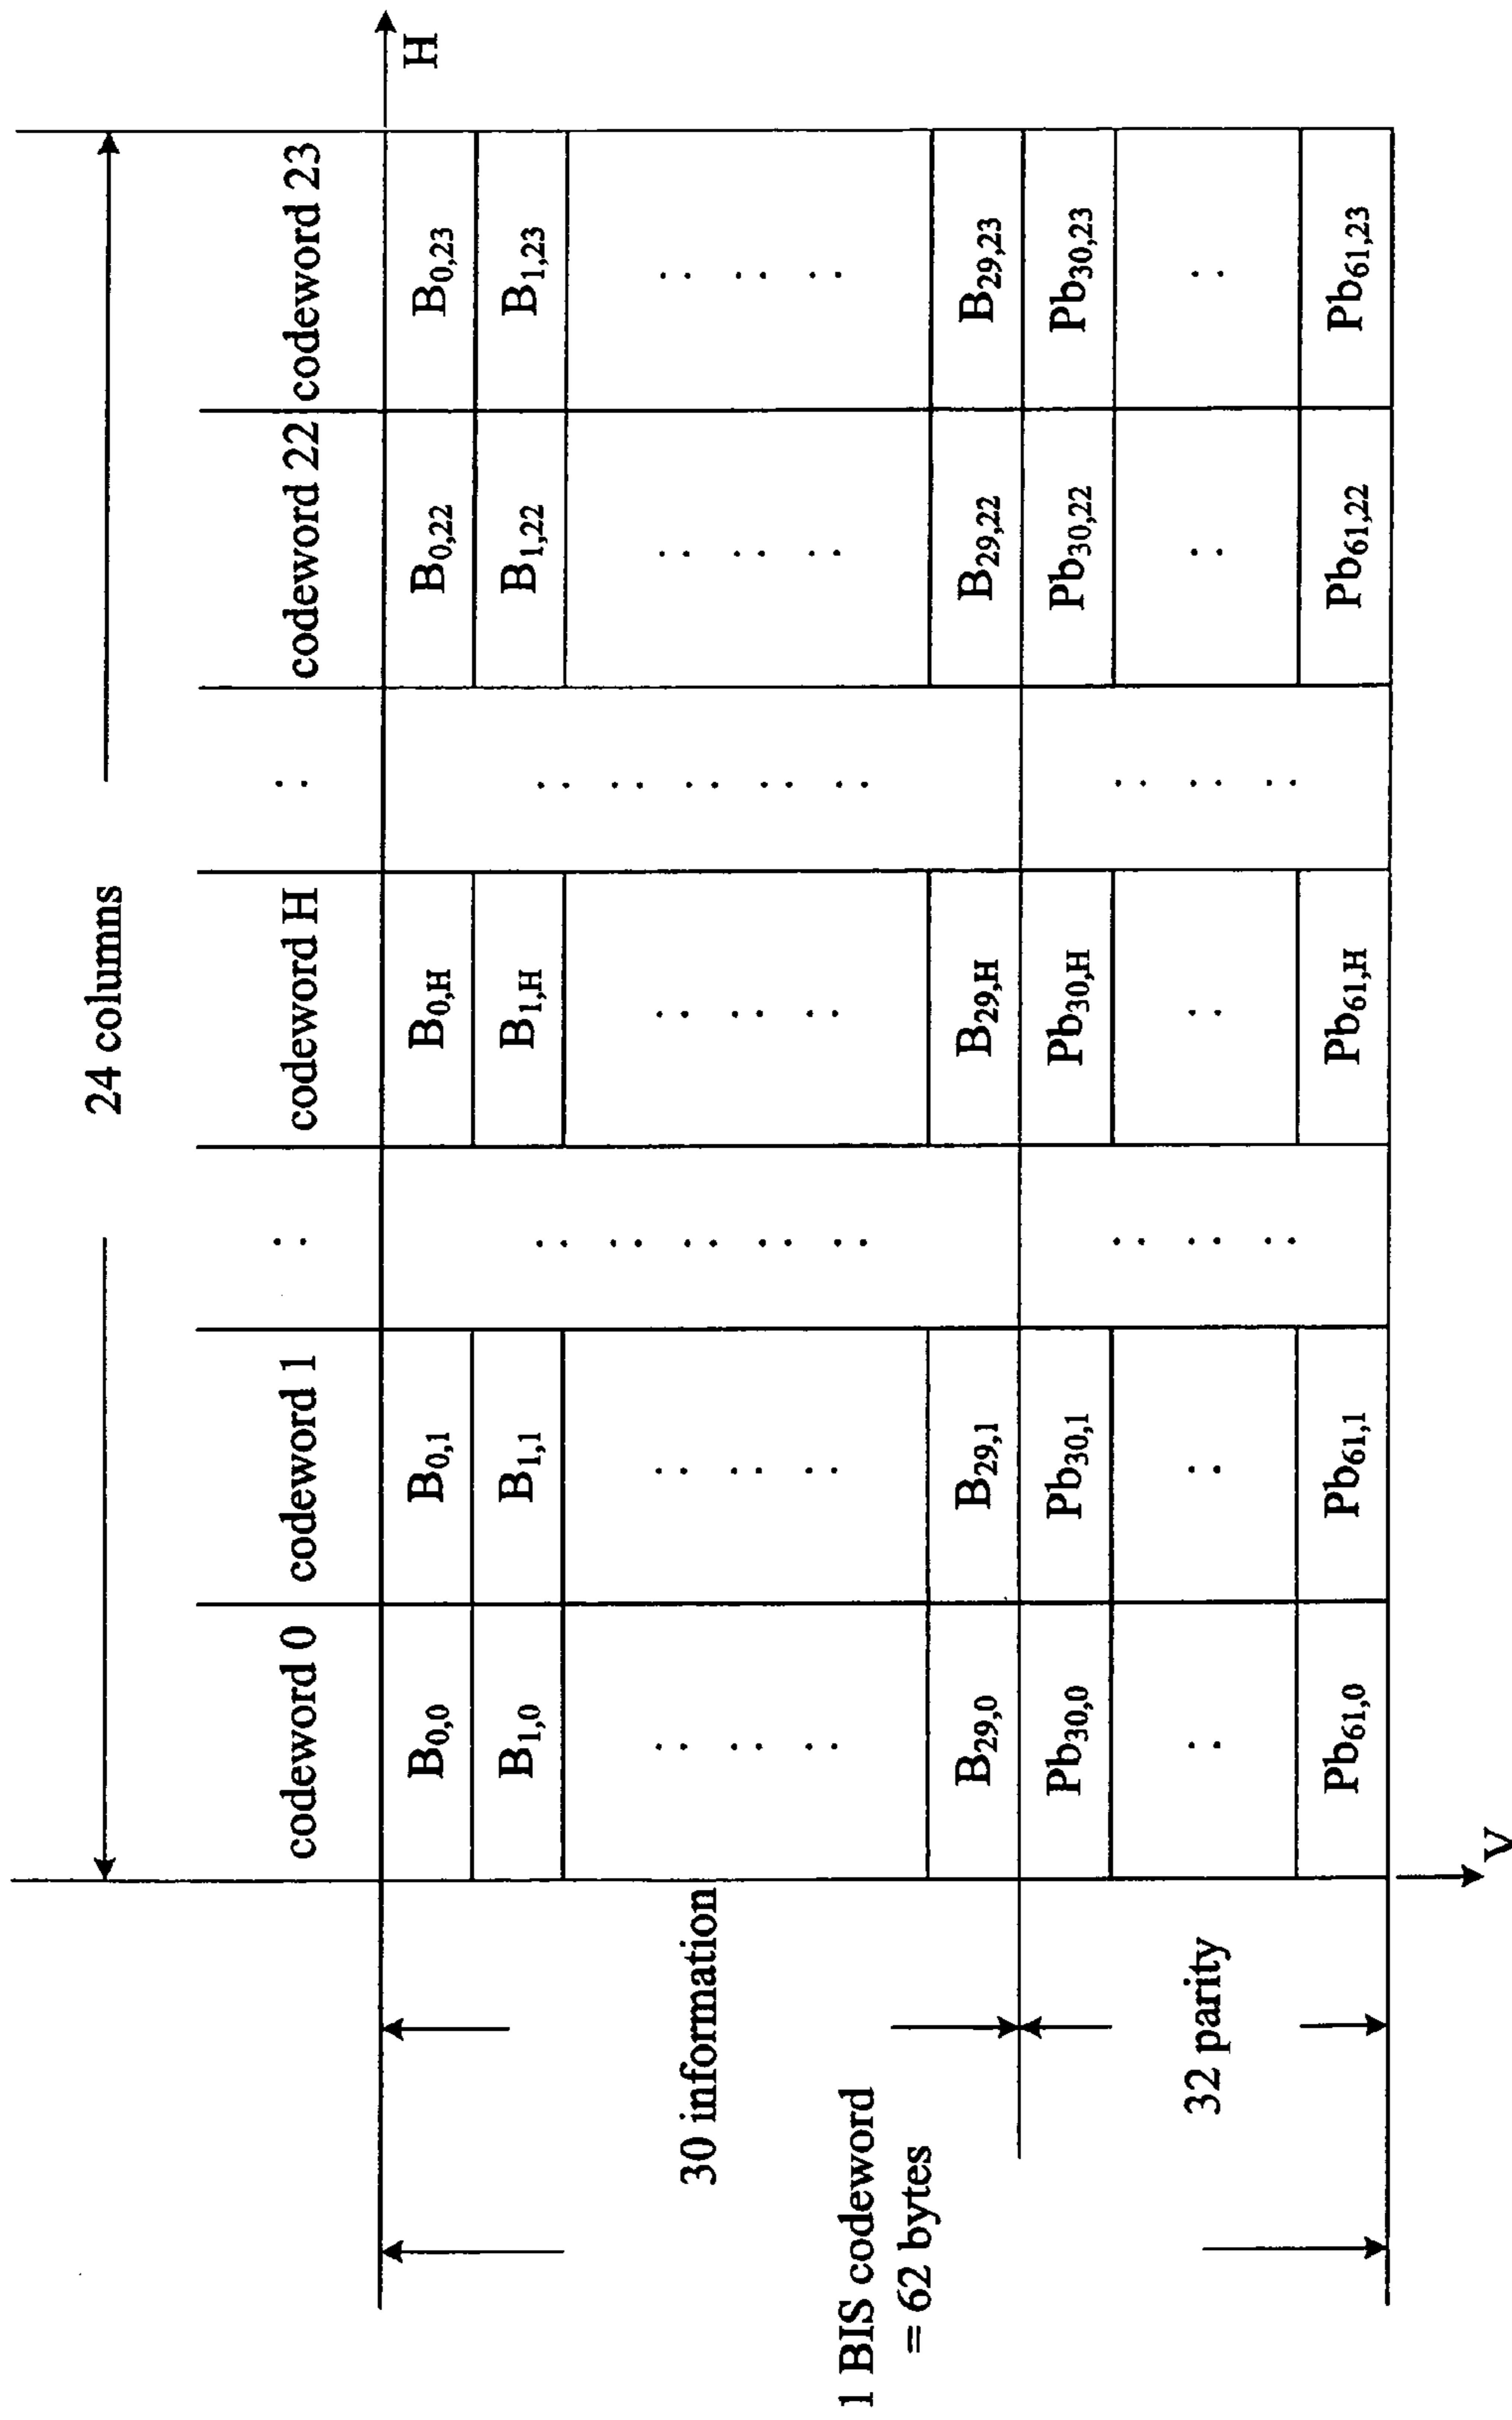 24 columns
codeword 0 codeword 1 : codeword H : codeword 22 codeword 23
H
B0,0 B0,1 B0,H B0,22 B0,23
B1,0 B1,1 B1,H B1,22 B1,23
30 information
B29,0 B29,1 B29,H B29,22 B29,23
1 BIS codeword
= 62 bytes
Pb30,0 Pb30,1 Pb30,H Pb30,22 Pb30,23
32 parity
Pb61,0 Pb61,1 Pb61,H Pb61,22 Pb61,23
V